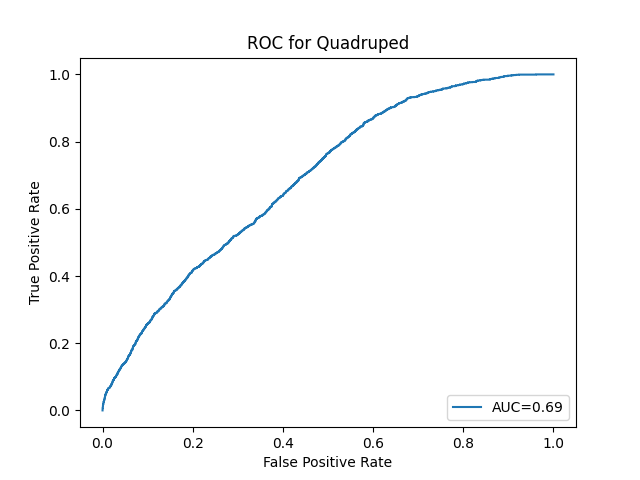 ROC for Quadruped
True Positive Rate
1.0
0.8
0.6
0.4
0.2
0.0
AUC=0.69
0.0 0.2 0.4 0.6 0.8 1.0
False Positive Rate